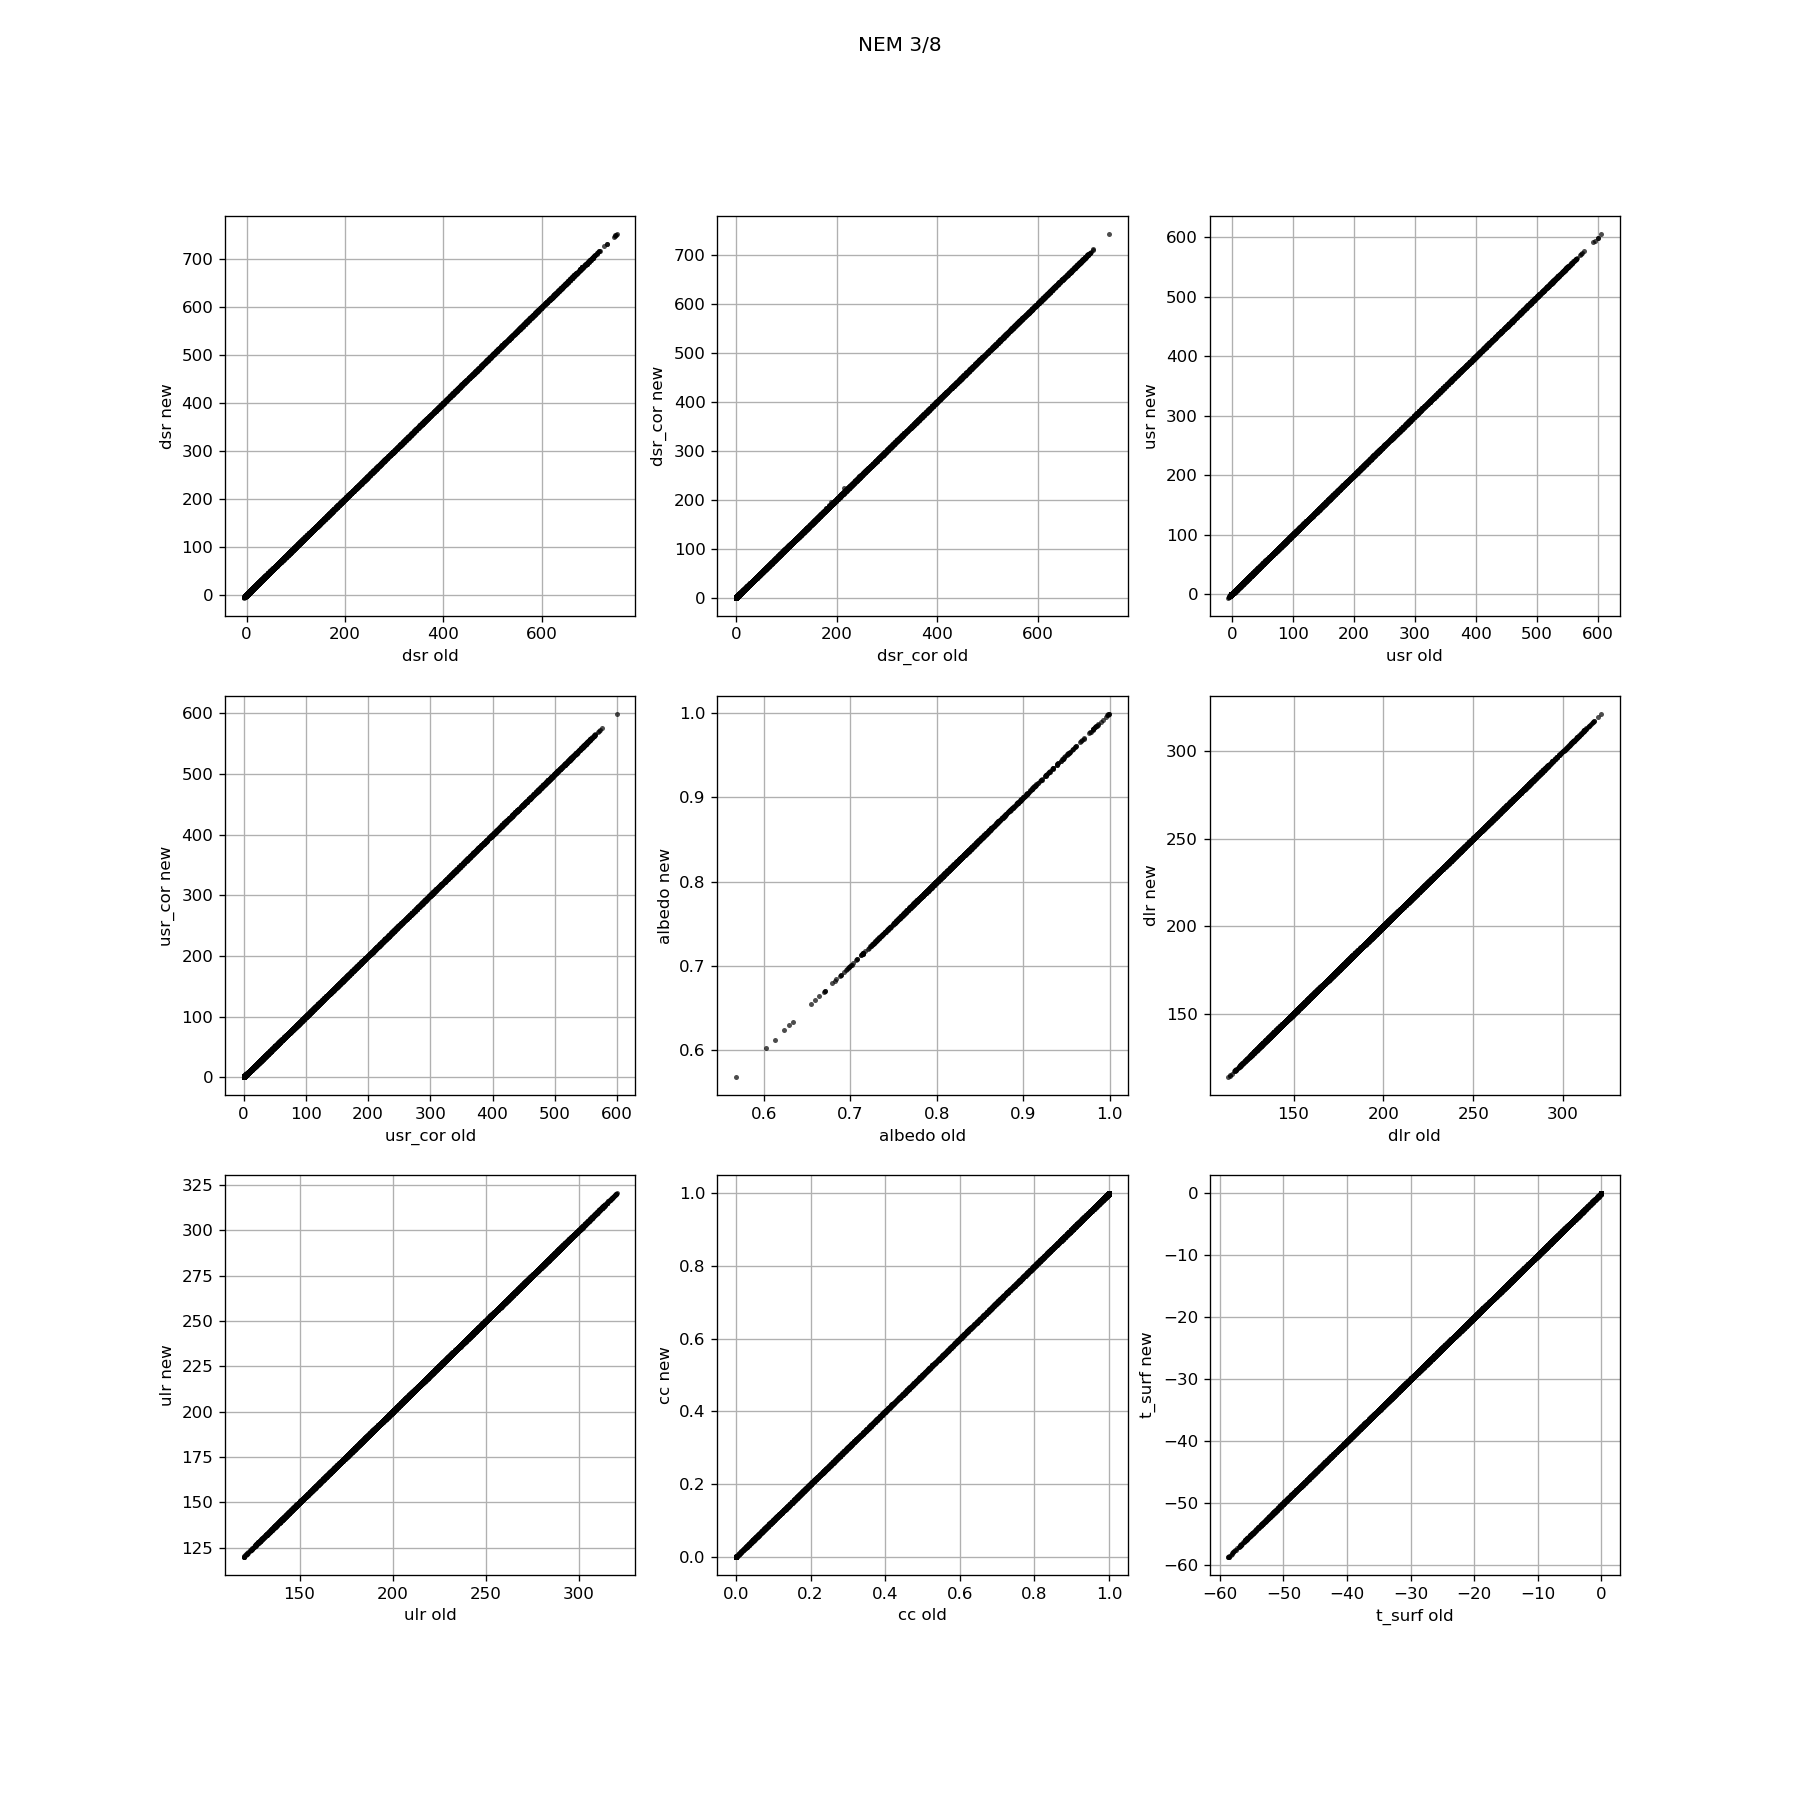 NEM 3/8
700
600
500
400
300
200
100
0
dsr new
0 200 400 600
dsr old
700
600
500
400
300
200
100
0
dsr_cor new
0 200 400 600
dsr_cor old
600
500
400
300
200
100
0
usr new
0 100 200 300 400 500 600
usr old
600
500
400
300
200
100
0
usr_cor new
0 100 200 300 400 500 600
usr_cor old
1.0
0.9
0.8
0.7
0.6
albedo new
0.6 0.7 0.8 0.9 1.0
albedo old
300
250
200
150
dlr new
150 200 250 300
dlr old
325
300
275
250
225
200
175
150
125
ulr new
150 200 250 300
ulr old
1.0
0.8
0.6
0.4
0.2
0.0
cc new
0.0 0.2 0.4 0.6 0.8 1.0
cc old
0
−10
−20
−30
−40
−50
−60
t_surf new
−60 −50 −40 −30 −20 −10 0
t_surf old